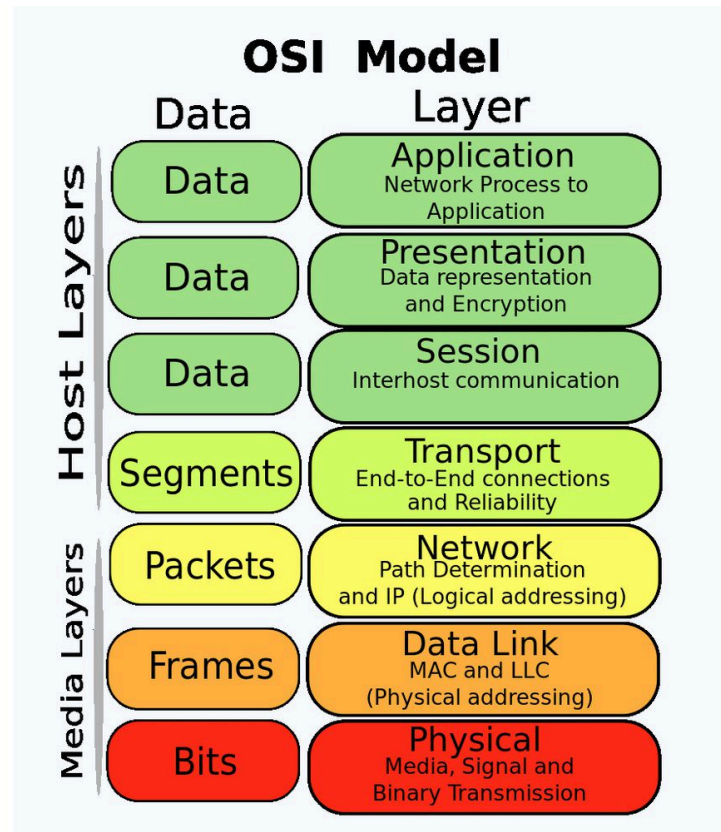 OSI Model
Data
Layer
Host Layers
Data
Application
Network Process to
Application
Data
Presentation
Data representation
and Encryption
Data
Session
Interhost communication
Segments
Transport
End-to-End connections
and Reliability
Media Layers
Packets
Network
Path Determination
and IP (Logical addressing)
Frames
Data Link
MAC and LLC
(Physical addressing)
Bits
Physical
Media, Signal and
Binary Transmission